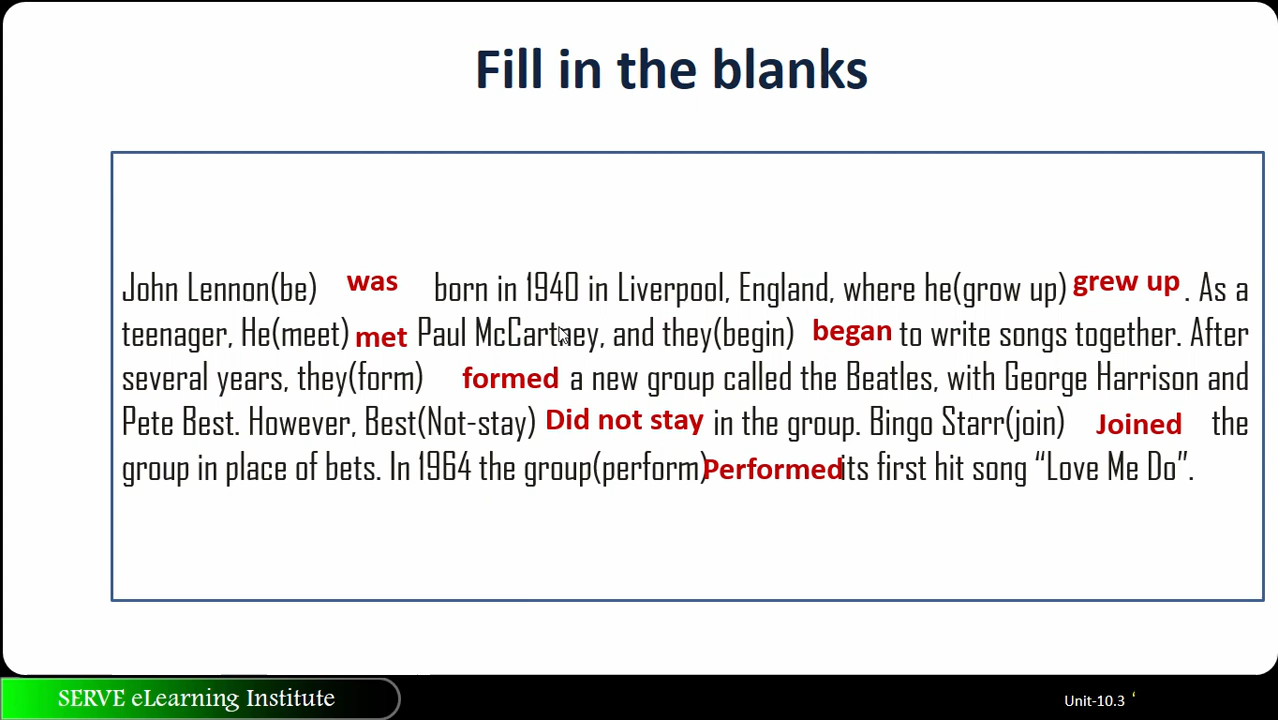 Fill in the blanks
John Lennon(be) was born in 1940 in Liverpool, England, where he(grow up) grew up . As a
teenager, He(meet) met Paul McCartney, and they(begin) began to write songs together. After
several years, they(form) formed a new group called the Beatles, with George Harrison and
Pete Best. However, Best(Not-stay) Did not stay in the group. Bingo Starr(join) Joined the
group in place of bets. In 1964 the group(perform) Performed its first hit song “Love Me Do”.
SERVE eLearning Institute
Unit-10.3